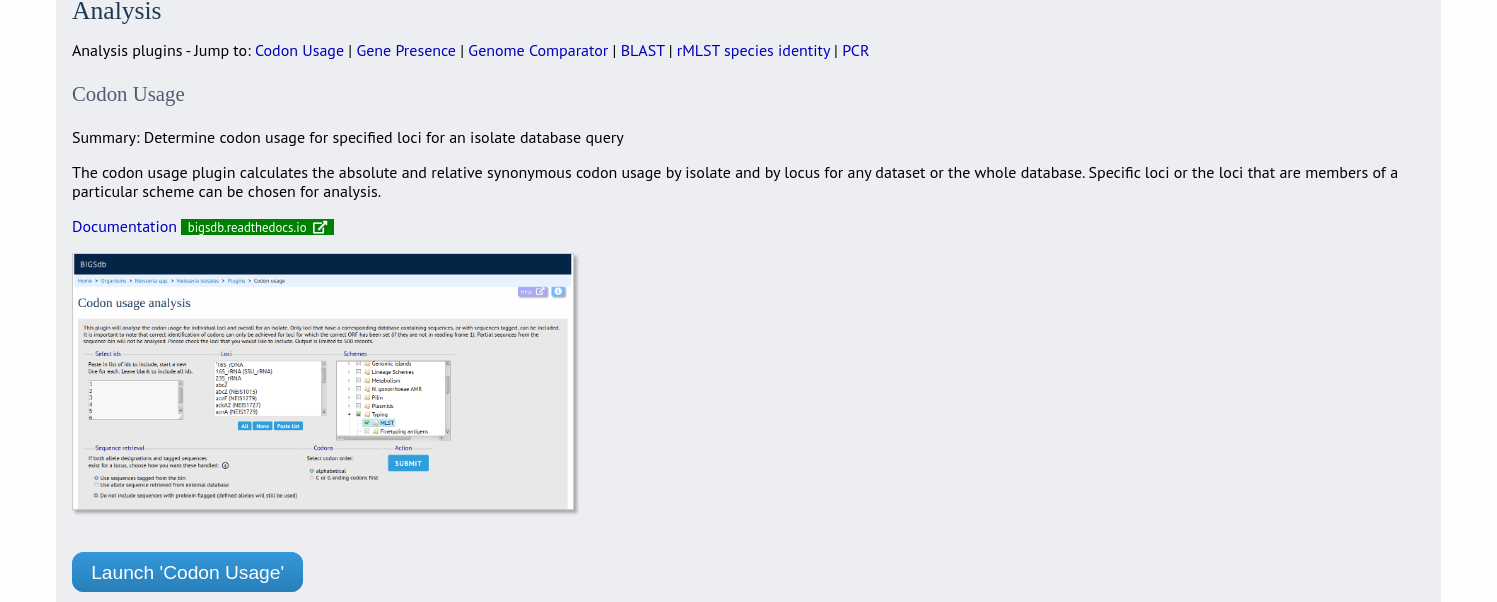 Analysis
Analysis plugins - Jump to: Codon Usage | Gene Presence | Genome Comparator | BLAST | rMLST species identity | PCR
Codon Usage
Summary: Determine codon usage for specified loci for an isolate database query
The codon usage plugin calculates the absolute and relative synonymous codon usage by isolate and by locus for any dataset or the whole database. Specific loci or the loci that are members of a
particular scheme can be chosen for analysis.
Documentation bigsdb.readthedocs.io
BIGSdb
Home > Organisms > Neisseria spp. > Neisseria isolates > Plugins > Codon usage
Help
Codon usage analysis
This plugin will analyse the codon usage for individual loci and overall for an isolate. Only loci that have a corresponding database containing sequences, or with sequences tagged, can be included.
It is important to note that correct identification of codons can only be achieved for loci for which the correct ORF has been set (if they are not in reading frame 1). Partial sequences from the
sequence bin will not be analysed. Please check the loci that you would like to include. Output is limited to 500 records.
Select ids
Paste in list of ids to include, start a new
line for each. Leave blank to include all ids.
1
2
3
4
5
6
Loci
'16S_rDNA
16S_rRNA (SSU_rRNA)
23S_rRNA
abcZ
abcZ (NEIS1015)
aceF (NEIS1279)
ackA2 (NEIS1727)
acnA (NEIS1729)
All None Paste list
Schemes
Genomic islands
Lineage Schemes
Metabolism
N. gonorrhoeae AMR
Pilin
Plasmids
Typing
MLST
Finetyping antigens
Sequence retrieval
If both allele designations and tagged sequences
exist for a locus, choose how you want these handled:
Use sequences tagged from the bin
Use allele sequence retrieved from external database
Do not include sequences with problem flagged (defined alleles will still be used)
Codons
Select codon order:
alphabetical
C or G ending codons first
Action
SUBMIT
Launch 'Codon Usage'